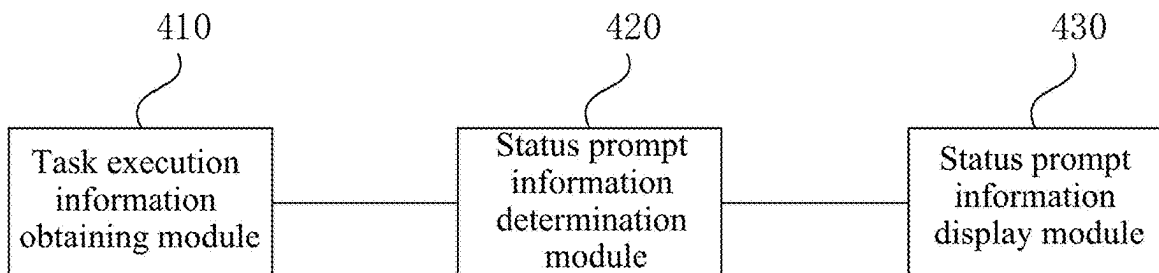 410
420
430
Task execution
information
obtaining module
Status prompt
information
determination
module
Status prompt
information
display module